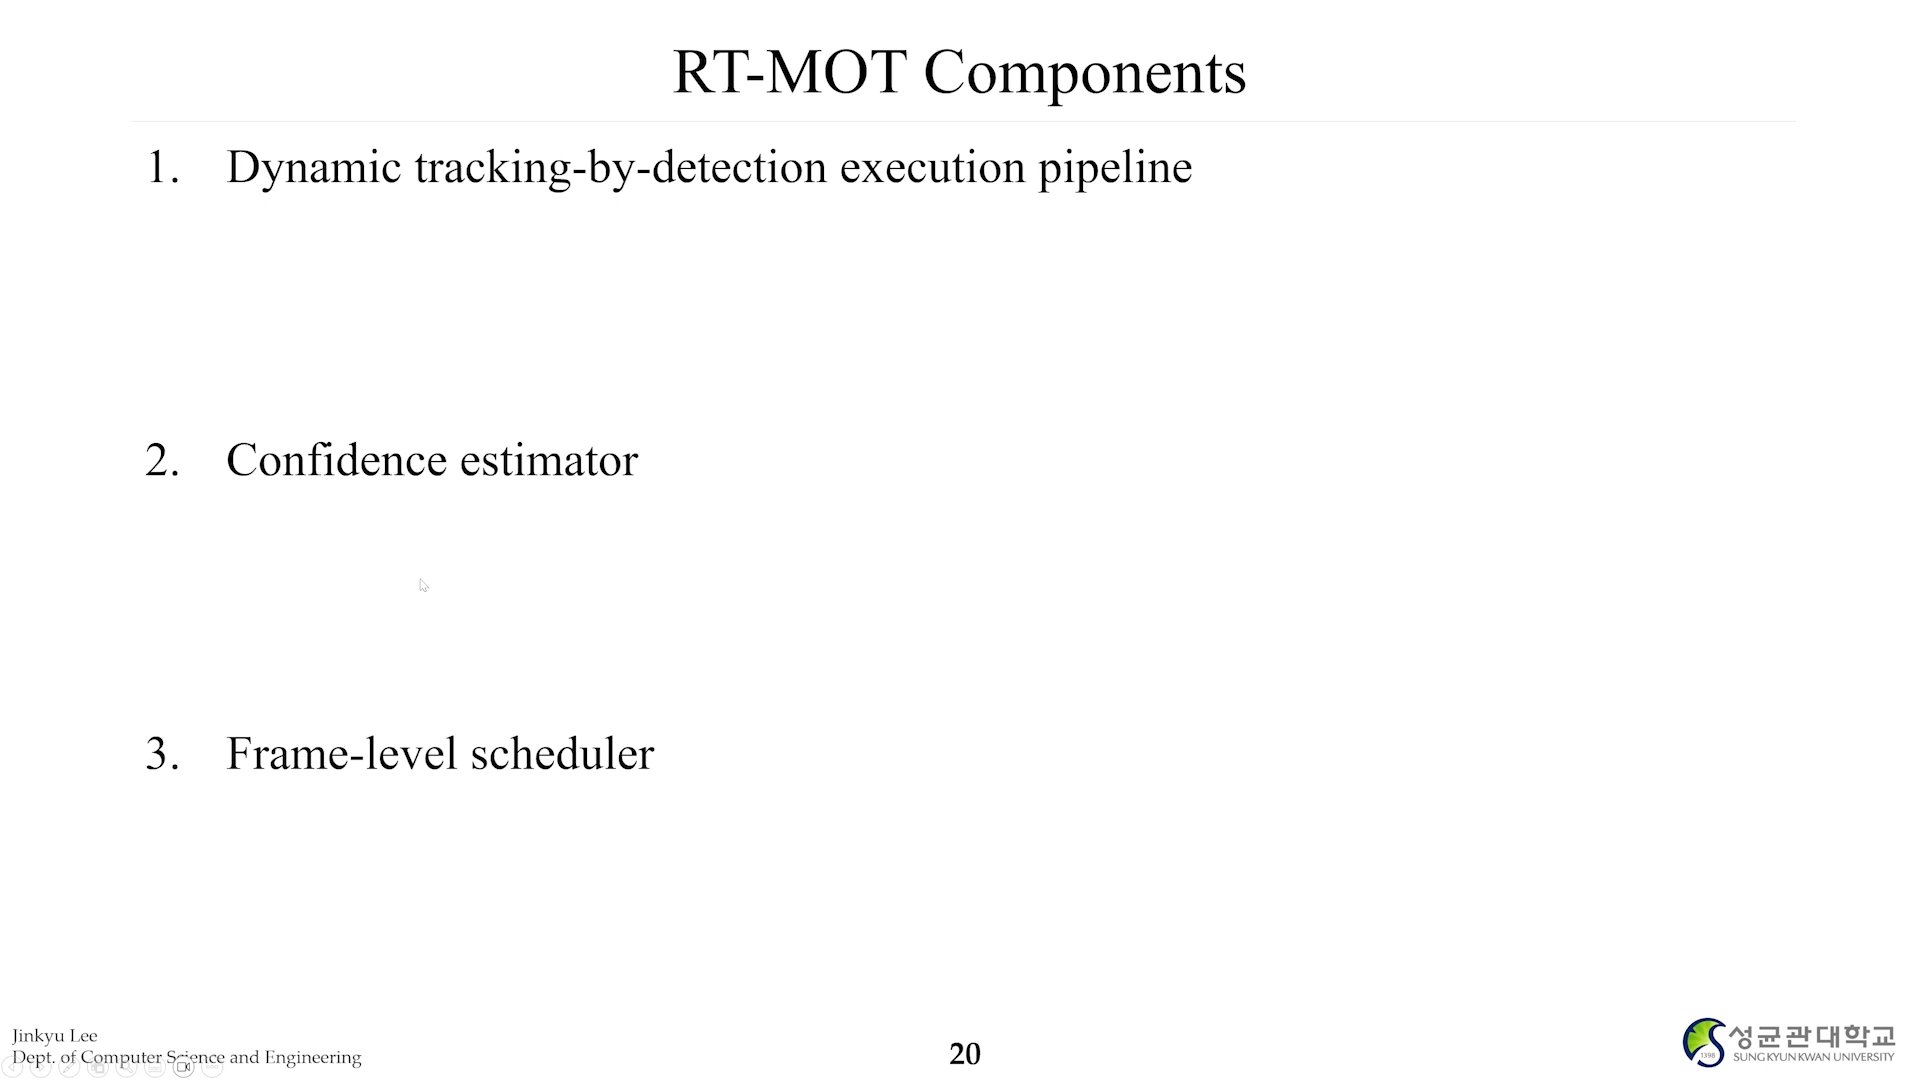 RT-MOT Components
1. Dynamic tracking-by-detection execution pipeline
2. Confidence estimator
3. Frame-level scheduler
Jinkyu Lee
Dept. of Computer Science and Engineering
20
1398
성균관대학교
SUNG KYUN KWAN UNIVERSITY